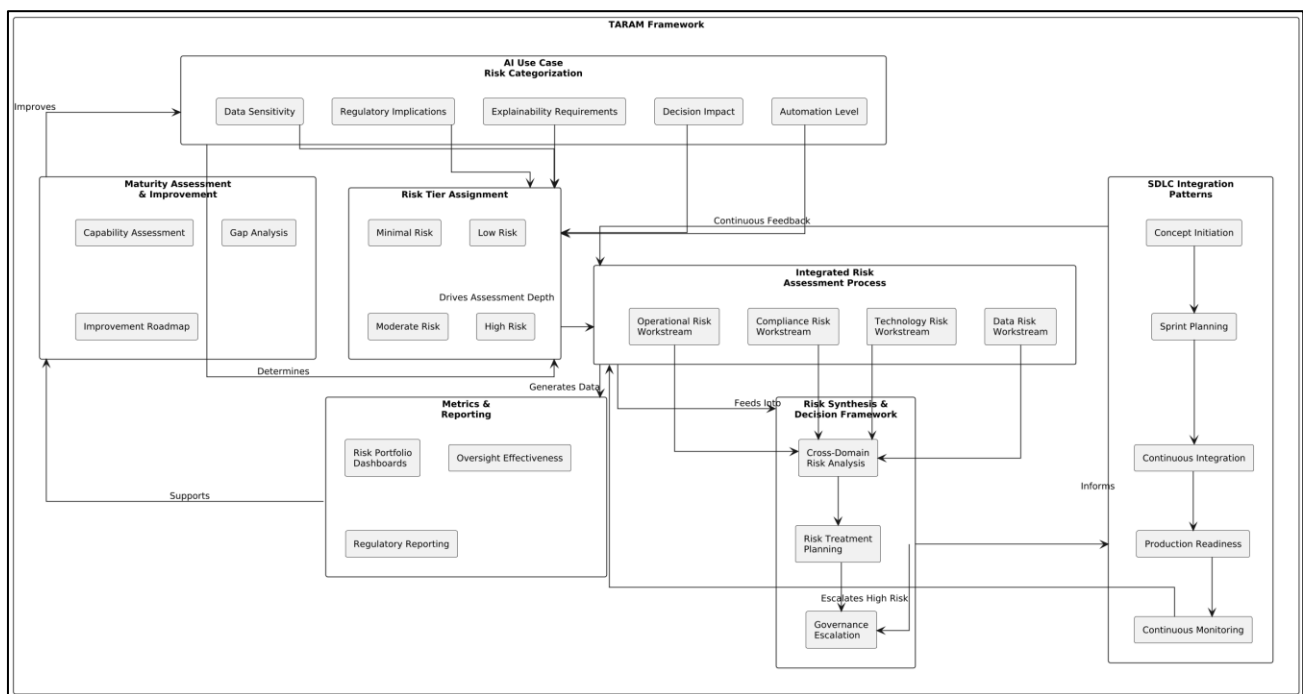 TARAM Framework
AI Use Case
Risk Categorization
Improves
Data Sensitivity
Regulatory Implications
Explainability Requirements
Decision Impact
Automation Level
Maturity Assessment
& Improvement
Risk Tier Assignment
SDLC Integration
Patterns
Capability Assessment
Gap Analysis
Minimal Risk
Low Risk
Continuous Feedback
Concept Initiation
Integrated Risk
Assessment Process
Drives Assessment Depth
Improvement Roadmap
Moderate Risk
High Risk
Operational Risk
Workstream
Compliance Risk
Workstream
Technology Risk
Workstream
Data Risk
Workstream
Sprint Planning
Determines
Generates Data
Metrics &
Reporting
Feeds Into
Risk Synthesis &
Decision Framework
Risk Portfolio
Dashboards
Oversight Effectiveness
Cross-Domain
Risk Analysis
Continuous Integration
Supports
Informs
Regulatory Reporting
Risk Treatment
Planning
Production Readiness
Escalates High Risk
Governance
Escalation
Continuous Monitoring